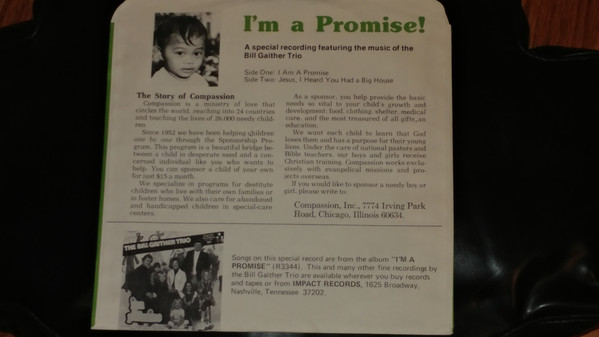 I'm a Promise!
A special recording featuring the music of the
Bill Gaither Trio
Side One: I Am A Promise
Side Two: Jesus, I Heard You Had a Big House
The Story of Compassion
Compassion is a ministry of love that
circles the world, reaching into 24 countries
and touching the lives of 26,000 needy child-
ren.
Since 1952 we have been helping children
one by one through the Sponsorship Pro-
gram. This program is a beautiful bridge be-
tween a child in desperate need and a con-
cerned individual like you who wants to
help. You can sponsor a child of your own
for just $15 a month.
We specialize in programs for destitute
children who live with their own families or
in foster homes. We also care for abandoned
and handicapped children in special-care
centers.
As a sponsor, you help provide the basic
needs so vital to your child's growth and
development: food, clothing, shelter, medical
care, and the most treasured of all gifts, an
education.
We want each child to learn that God
loves them and has a purpose for their young
lives. Under the care of national pastors and
Bible teachers, our boys and girls receive
Christian training. Compassion works exclu-
sively with evangelical missions and pro-
jects overseas.
If you would like to sponsor a needy boy or
girl, please write to:
Compassion, Inc., 7774 Irving Park
Road, Chicago, Illinois 60634.
THE BILL GAITHER TRIO
Songs on this special record are from the album "I'M A
PROMISE" (R3344). This and many other fine recordings by
the Bill Gaither Trio are available wherever you buy records
and tapes or from IMPACT RECORDS, 1625 Broadway,
Nashville, Tennessee 37202.